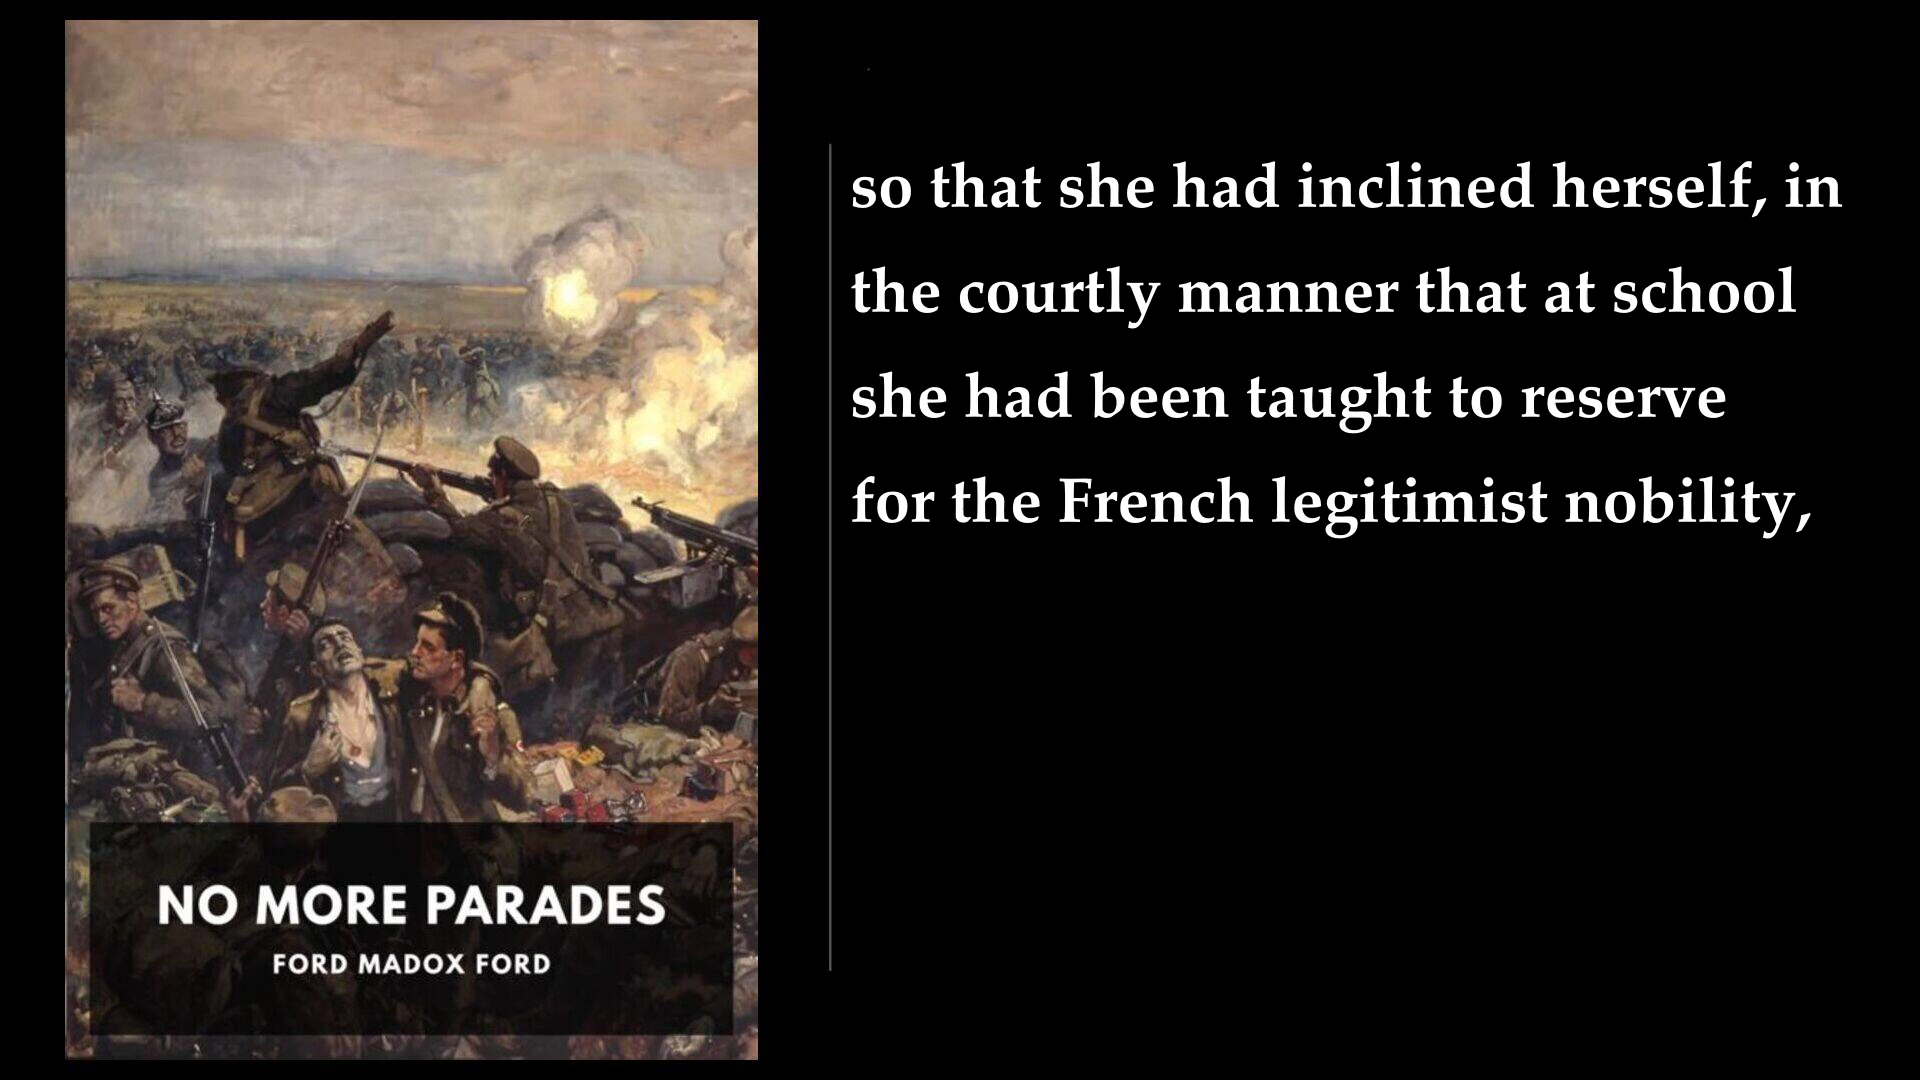 so that she had inclined herself, in
the courtly manner that at school
she had been taught to reserve
for the French legitimist nobility,
NO MORE PARADES
FORD MADOX FORD